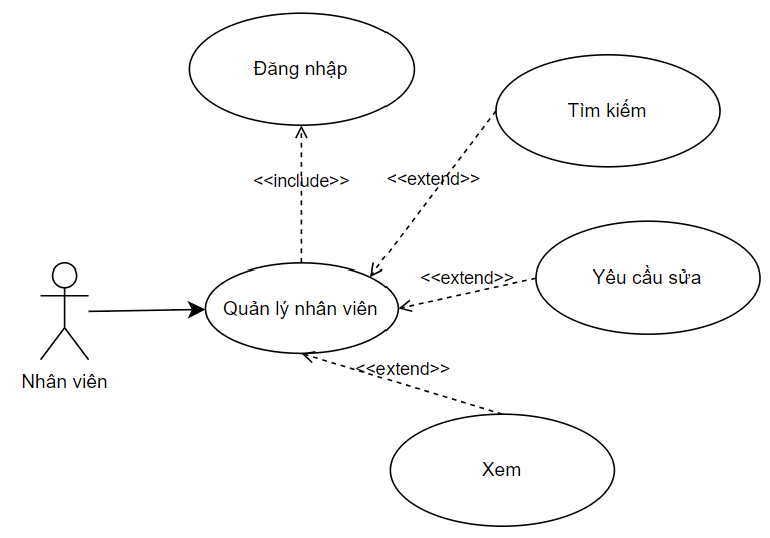 Đăng nhập
Tìm kiếm
<<include>>
<<extend>>
Yêu cầu sửa
<<extend>>
Quản lý nhân viên
<<extend>>
Nhân viên
Xem